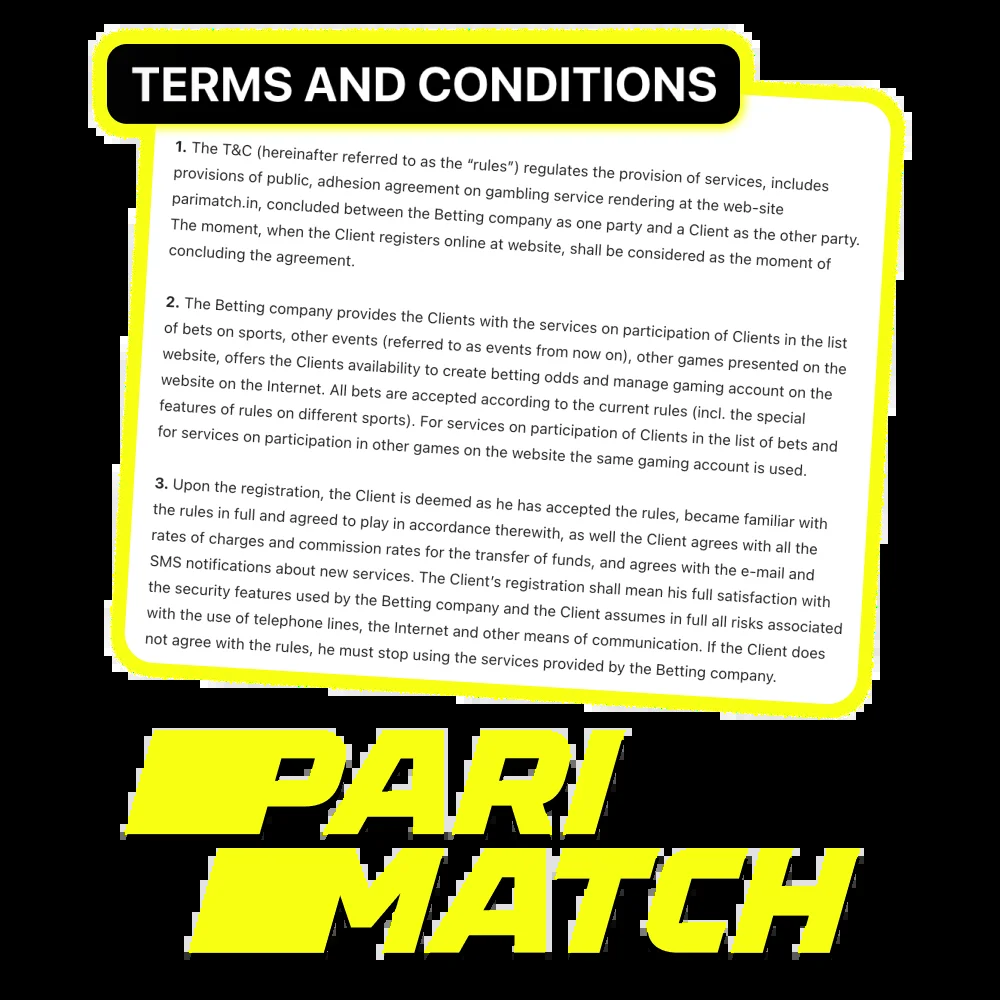 TERMS AND CONDITIONS
1. The T&C (hereinafter referred to as the “rules”) regulates the provision of services, includes
provisions of public, adhesion agreement on gambling service rendering at the web-site
parimatch.in, concluded between the Betting company as one party and a Client as the other party.
The moment, when the Client registers online at website, shall be considered as the moment of
concluding the agreement.
2. The Betting company provides the Clients with the services on participation of Clients in the list
of bets on sports, other events (referred to as events from now on), other games presented on the
website, offers the Clients availability to create betting odds and manage gaming account on the
website on the Internet. All bets are accepted according to the current rules (incl. the special
features of rules on different sports). For services on participation of Clients in the list of bets and
for services on participation in other games on the website the same gaming account is used.
3. Upon the registration, the Client is deemed as he has accepted the rules, became familiar with
the rules in full and agreed to play in accordance therewith, as well the Client agrees with all the
rates of charges and commission rates for the transfer of funds, and agrees with the e-mail and
SMS notifications about new services. The Client’s registration shall mean his full satisfaction with
the security features used by the Betting company and the Client assumes in full all risks associated
with the use of telephone lines, the Internet and other means of communication. If the Client does
not agree with the rules, he must stop using the services provided by the Betting company.
PARI
MATCH